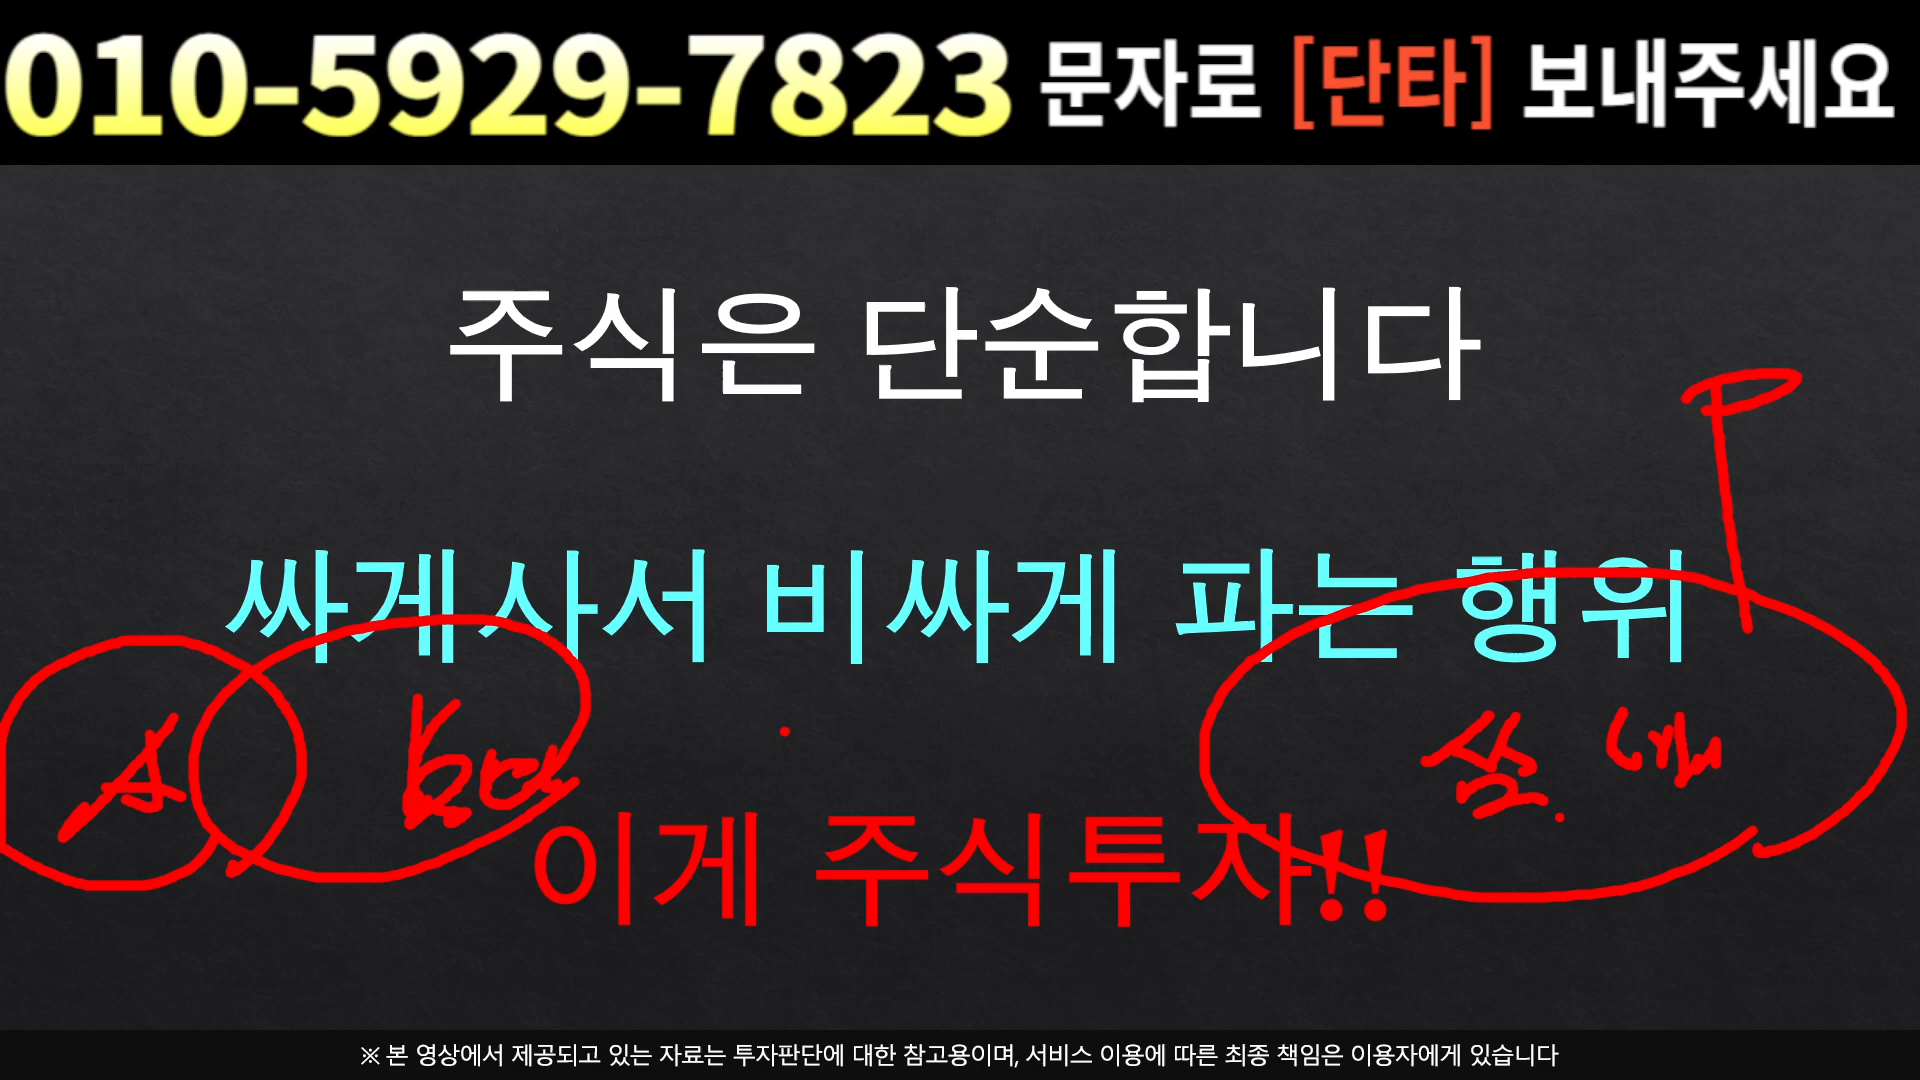 010-5929-7823 문자로 [단타] 보내주세요
주식은 단순합니다
싸게사서 비싸게 파는 행위
이게 주식투자!!
※ 본 영상에서 제공되고 있는 자료는 투자판단에 대한 참고용이며, 서비스 이용에 따른 최종 책임은 이용자에게 있습니다